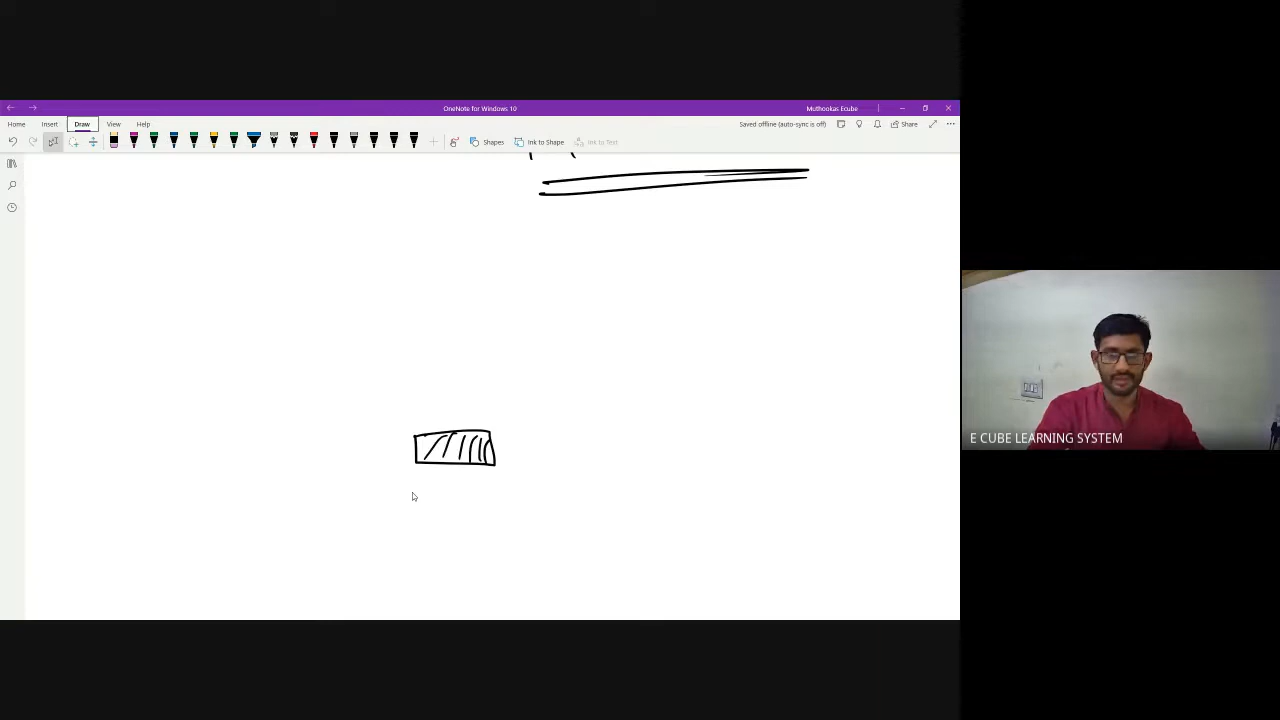 OneNote for Windows 10
Muthookas Ecube
Home Insert Draw View Help
Saved offline (auto-sync is off)
Share
Shapes
Ink to Shape
Ink to Text
E CUBE LEARNING SYSTEM